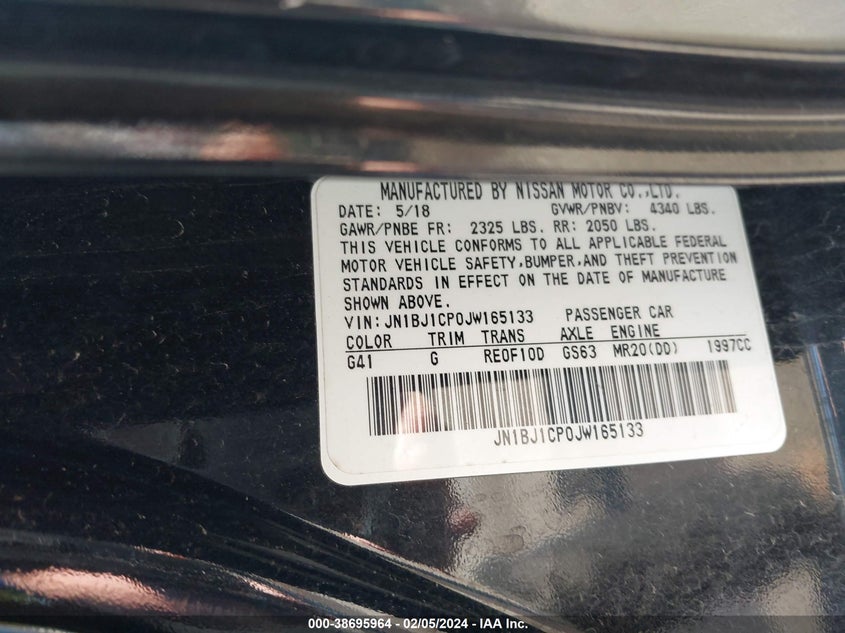 MANUFACTURED BY NISSAN MOTOR CO.,LTD.
DATE: 5/18 GVWR/PNBV: 4340 LBS.
GAWR/PNBE FR: 2325 LBS. RR: 2050 LBS.
THIS VEHICLE CONFORMS TO ALL APPLICABLE FEDERAL
MOTOR VEHICLE SAFETY,BUMPER,AND THEFT PREVENTION
STANDARDS IN EFFECT ON THE DATE OF MANUFACTURE
SHOWN ABOVE.
VIN:JN1BJ1CP0JW165133 PASSENGER CAR
COLOR TRIM TRANS AXLE ENGINE
G41 G RE0F10D GS63 MR20(DD) 1997CC
JN1BJ1CP0JW165133
000-38695964 - 02/05/2024 - IAA Inc.